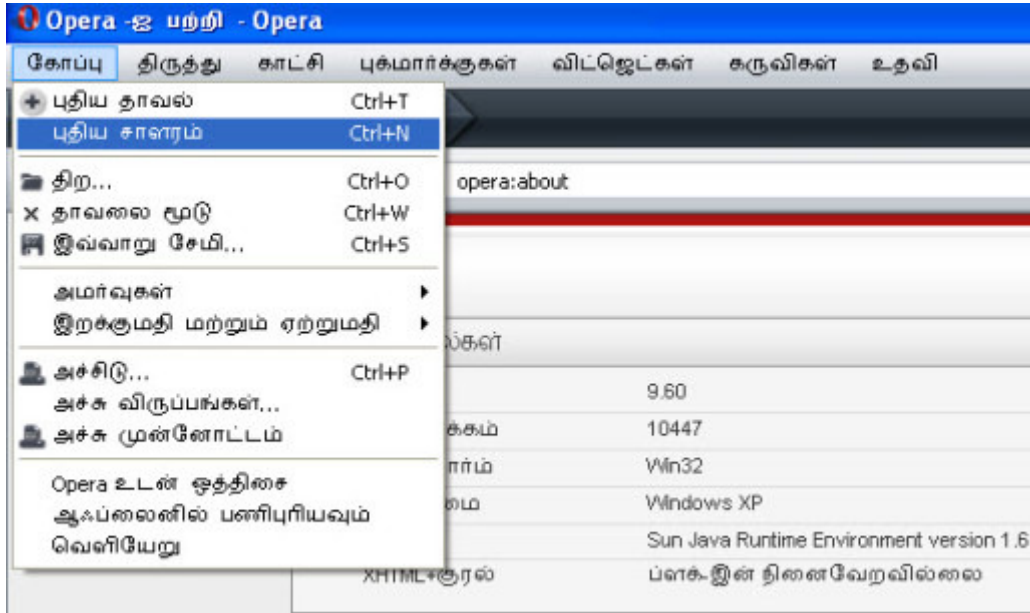 Opera -ஐ பற்றி - Opera
கோப்பு திருத்து காட்சி புக்மார்க்குகள் விட்ஜெட்கள் கருவிகள் உதவி
புதிய தாவல் Ctrl+T
புதிய சாளரம் Ctrl+N
திற... Ctrl+O
opera:about
தாவலை மூடு Ctrl+W
இவ்வாறு சேமி... Ctrl+S
அமர்வுகள்
இறக்குமதி மற்றும் ஏற்றுமதி
அச்சிடு... Ctrl+P
அச்சு விருப்பங்கள்...
அச்சு முன்னோட்டம்
Opera உடன் ஒத்திசை
ஆஃப்லைனில் பணிபுரியவும்
வெளியேறு
9.60
10447
Win32
Windows XP
Sun Java Runtime Environment version 1.6
XHTML+குரல் ப்ளக்-இன் நினைவேறவில்லை